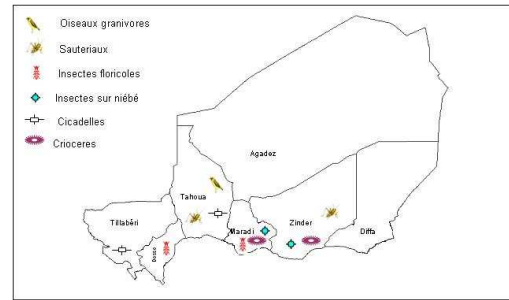 Oiseaux granivores
Sauteriaux
Insectes floricoles
Insectes sur niébé
Cicadelles
Crioceres
Agadez
Tahoua
Tillabéri
Maradi
Zinder
Diffa
Dosso